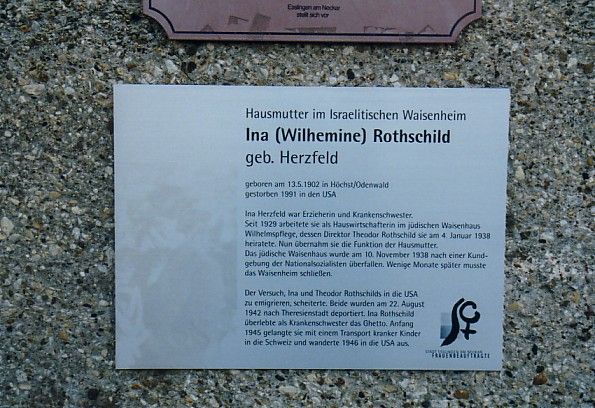 Esslingen am Neckar
stellt sich vor
Hausmutter im Israelitischen Waisenheim
Ina (Wilhemine) Rothschild
geb. Herzfeld
geboren am 13.5.1902 in Höchst/Odenwald
gestorben 1991 in den USA
Ina Herzfeld war Erzieherin und Krankenschwester.
Seit 1929 arbeitete sie als Hauswirtschafterin im jüdischen Waisenhaus
Wilhelmspflege, dessen Direktor Theodor Rothschild sie am 4. Januar 1938
heiratete. Nun übernahm sie die Funktion der Hausmutter.
Das jüdische Waisenhaus wurde am 10. November 1938 nach einer Kund-
gebung der Nationalsozialisten überfallen. Wenige Monate später musste
das Waisenheim schließen.
Der Versuch, Ina und Theodor Rothschilds in die USA
zu emigrieren, scheiterte. Beide wurden am 22. August
1942 nach Theresienstadt deportiert. Ina Rothschild
überlebte als Krankenschwester das Ghetto. Anfang
1945 gelangte sie mit einem Transport kranker Kinder
in die Schweiz und wanderte 1946 in die USA aus.
STADT ESSLINGEN AM NECKAR
FRAUENBEAUFTRAGTE